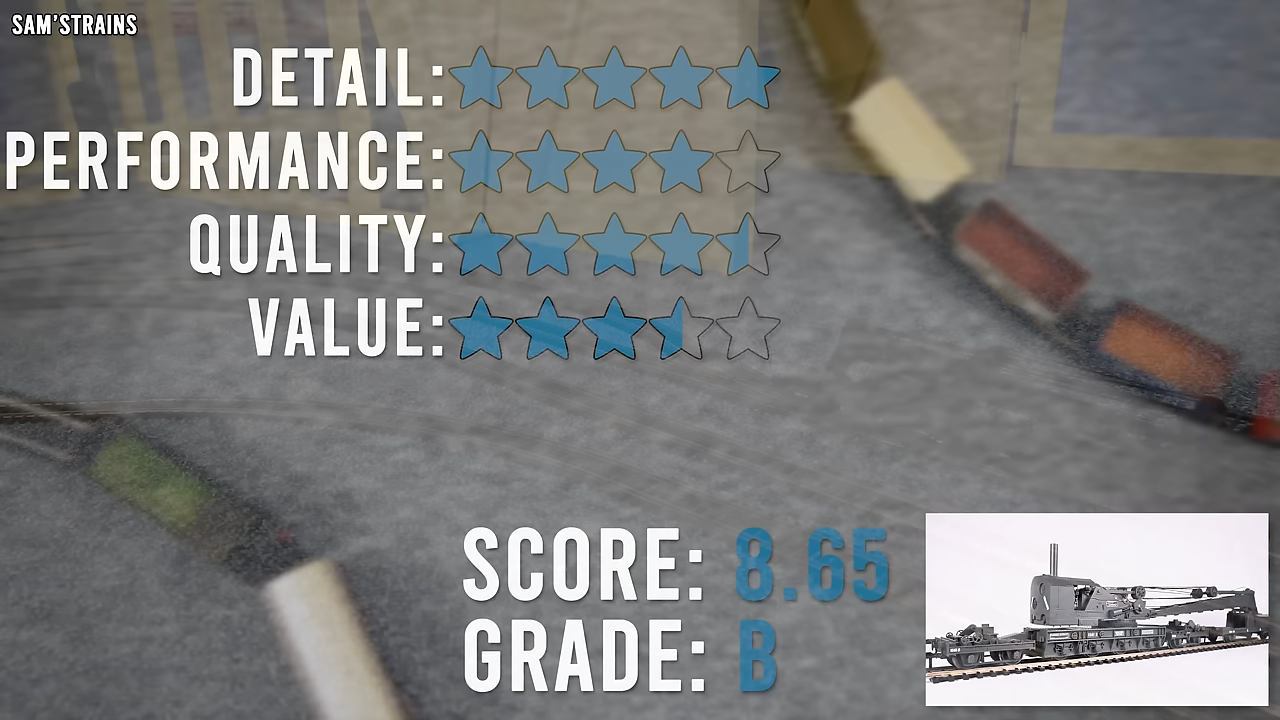 SAM'STRAINS
DETAIL:
PERFORMANCE:
QUALITY:
VALUE:
SCORE: 8.65
GRADE: B